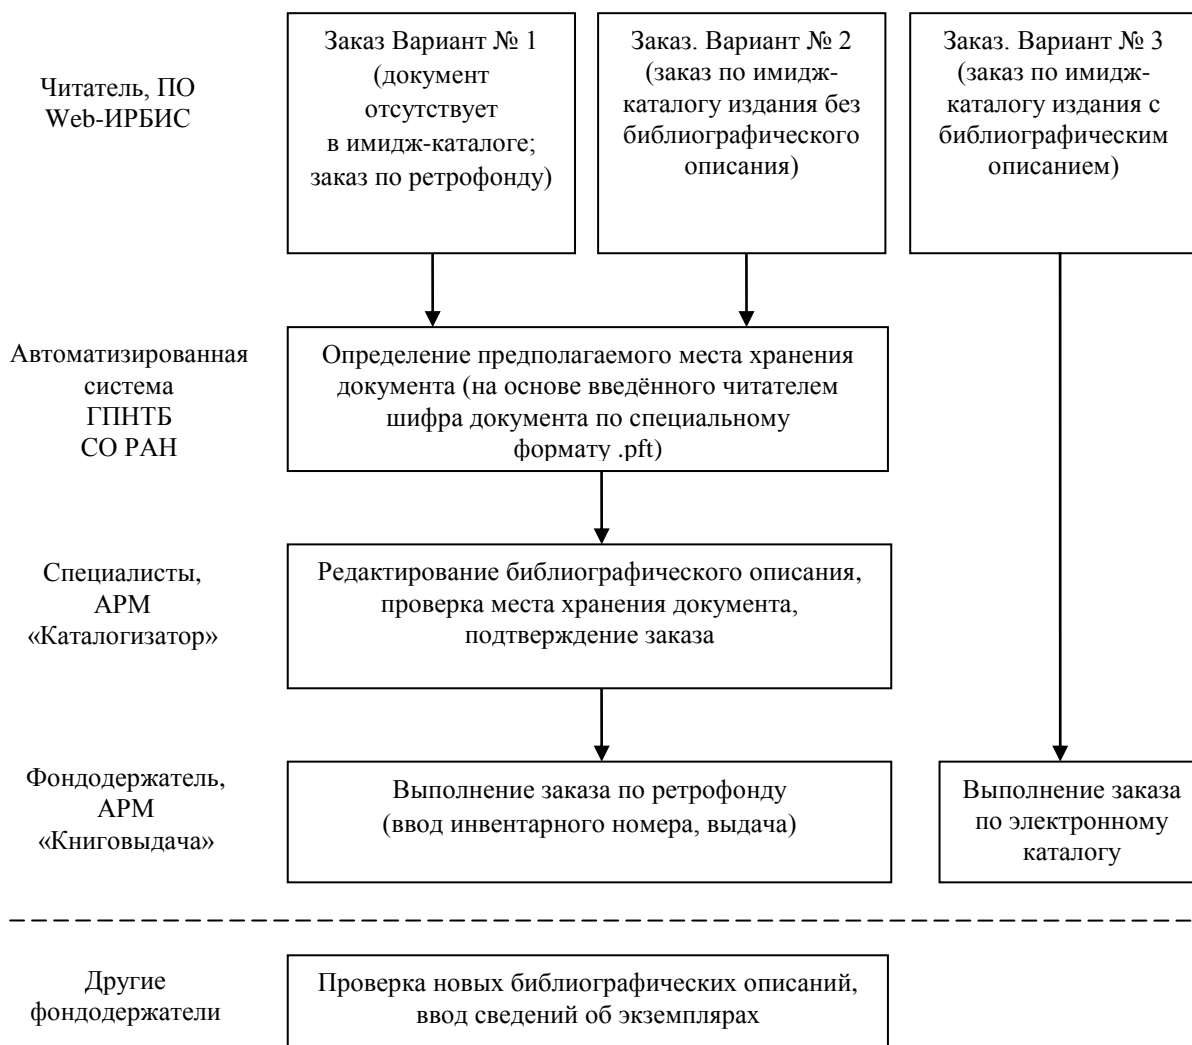 Читатель, ПО
Web-ИРБИС
Заказ Вариант № 1
(документ
отсутствует
в имидж-каталоге;
заказ по ретрофонду)
Заказ. Вариант № 2
(заказ по имидж-
каталогу издания без
библиографического
описания)
Заказ. Вариант № 3
(заказ по имидж-
каталогу издания с
библиографическим
описанием)
Автоматизированная
система
ГПНТБ
СО РАН
Определение предполагаемого места хранения
документа (на основе введённого читателем
шифра документа по специальному
формату .pft)
Специалисты,
АРМ
«Каталогизатор»
Редактирование библиографического описания,
проверка места хранения документа,
подтверждение заказа
Фондодержатель,
АРМ
«Книговыдача»
Выполнение заказа по ретрофонду
(ввод инвентарного номера, выдача)
Выполнение заказа
по электронному
каталогу
Другие
фондодержатели
Проверка новых библиографических описаний,
ввод сведений об экземплярах